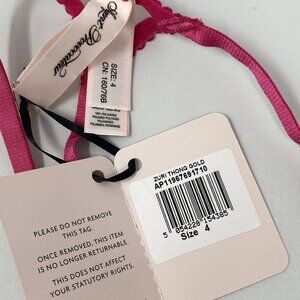 Agent Provocateur
SIZE: 4
CN: 160/76B
PLEASE DO NOT REMOVE
THIS TAG.
ONCE REMOVED, THIS ITEM
IS NO LONGER RETURNABLE.
THIS DOES NOT AFFECT
YOUR STATUTORY RIGHTS.
ZURI THONG GOLD
AP11967691710
5 054228 154385
Size 4